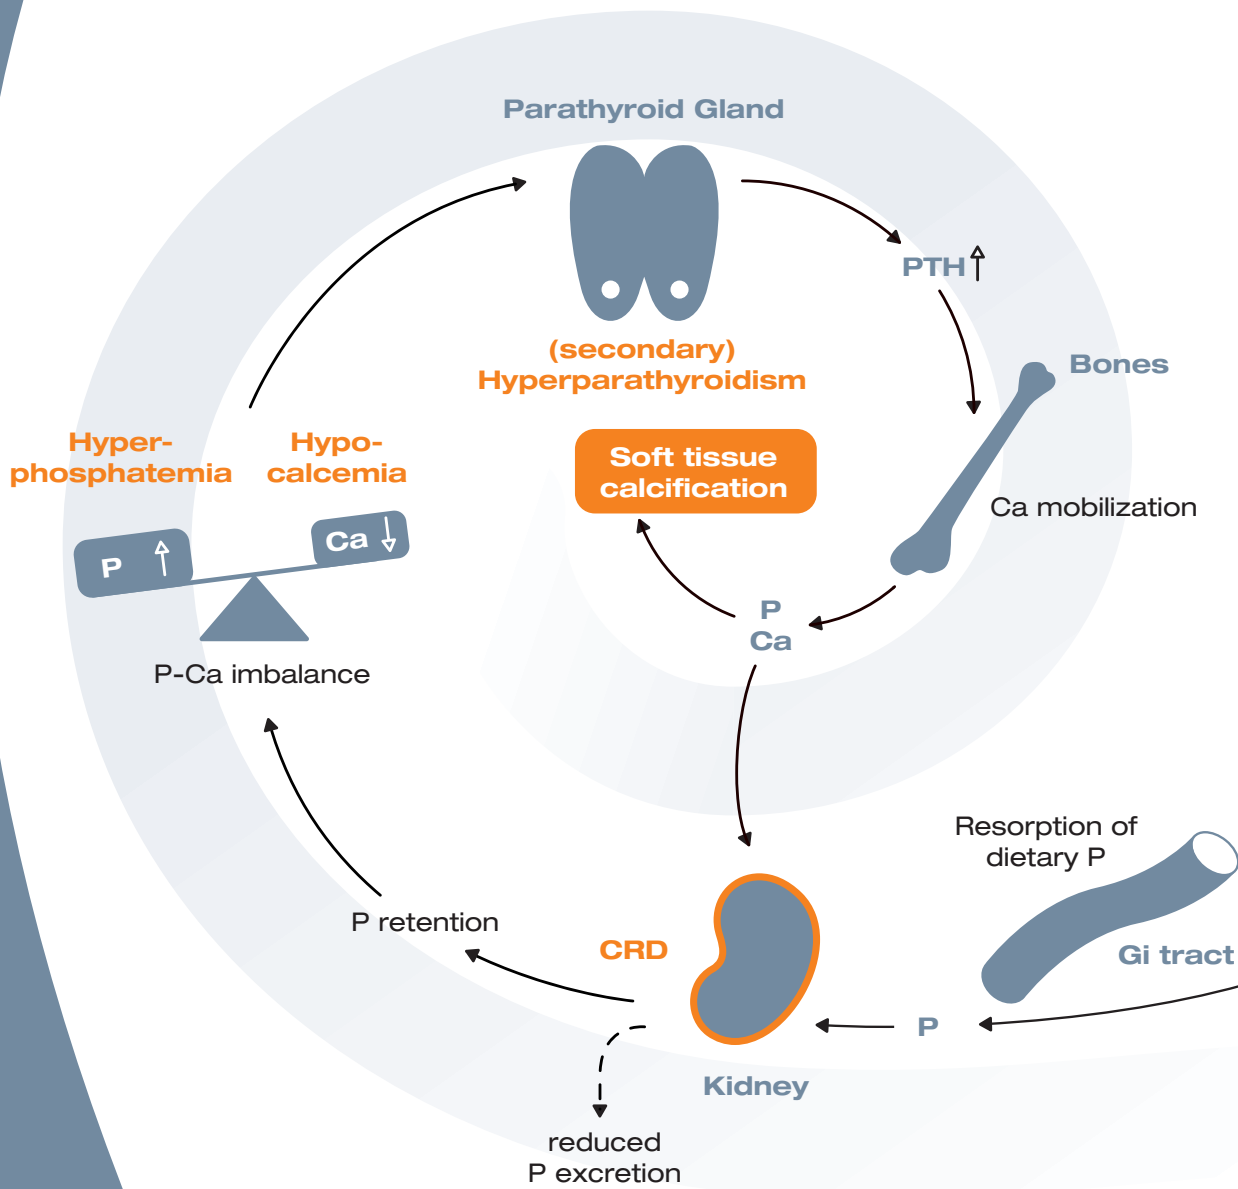 Parathyroid Gland
PTH
(secondary)
Hyperparathyroidism
Bones
Hyper-
phosphatemia
Hypo-
calcemia
Soft tissue
calcification
Ca mobilization
P
Ca
P
Ca
P-Ca imbalance
Resorption of
dietary P
P retention
CRD
Gi tract
P
Kidney
reduced
P excretion